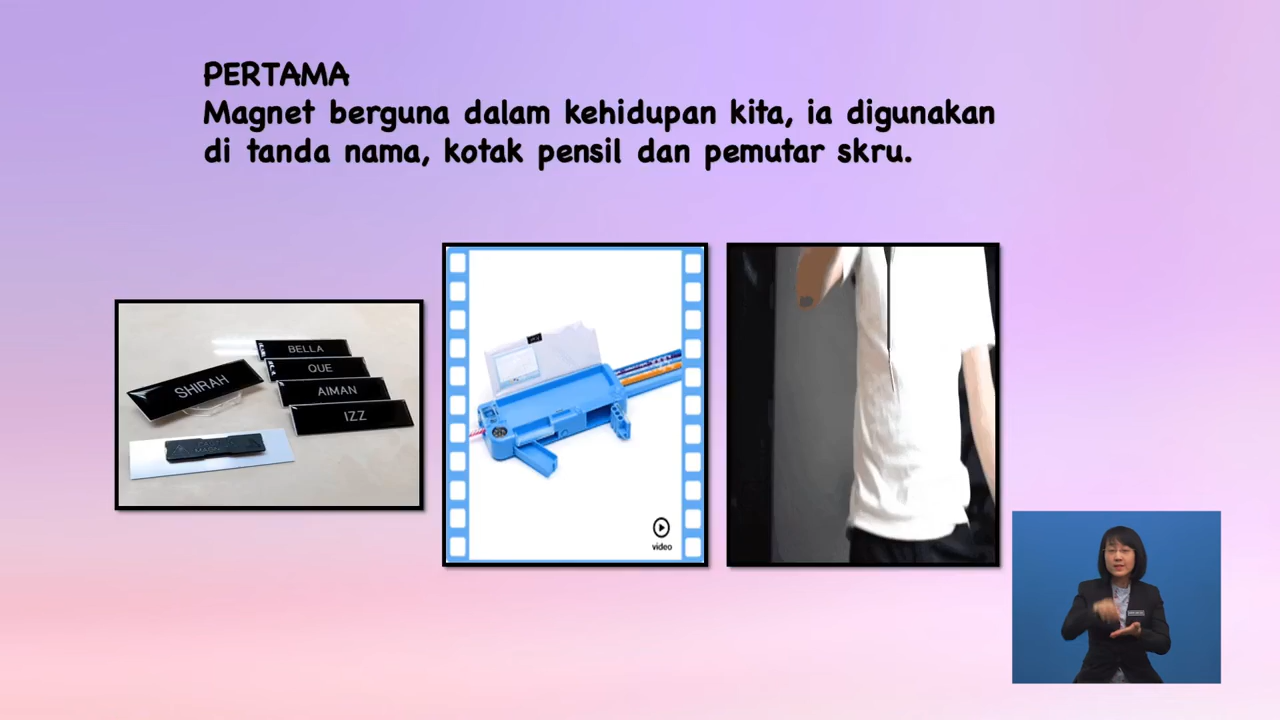 PERTAMA
Magnet berguna dalam kehidupan kita, ia digunakan
di tanda nama, kotak pensil dan pemutar skru.
BELLA
QUE
SHIRAH
AIMAN
IZZ
video